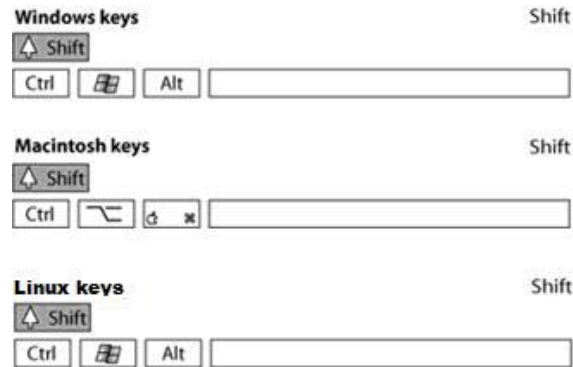 Windows keys Shift
Shift
Ctrl Alt
Macintosh keys Shift
Shift
Ctrl ⌥ ⌘
Linux keys Shift
Shift
Ctrl Alt